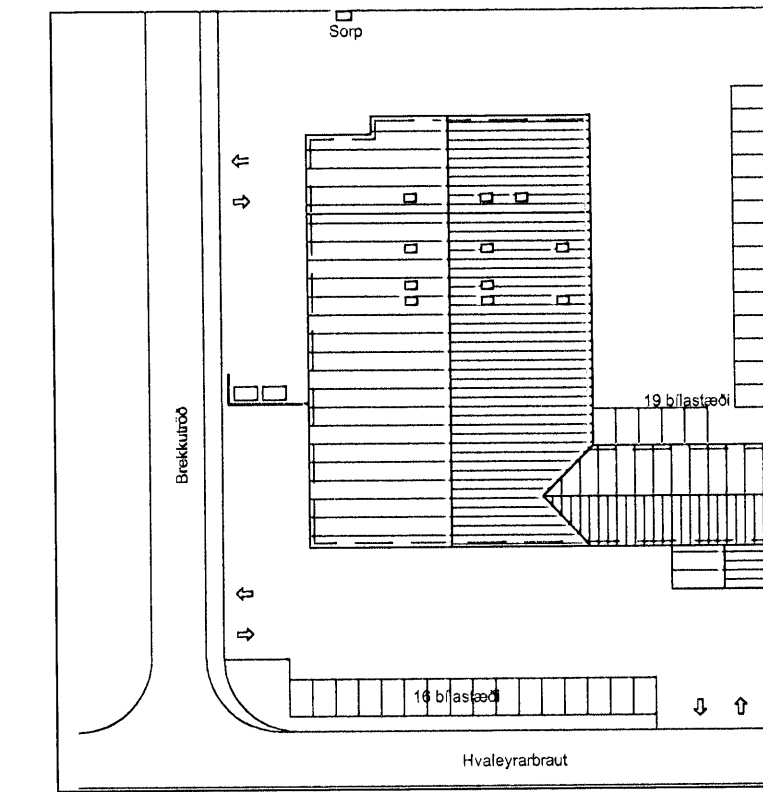 Sorp
19 bílastæði
Brekkutröð
16 bílastæði
Hvaleyrarbraut